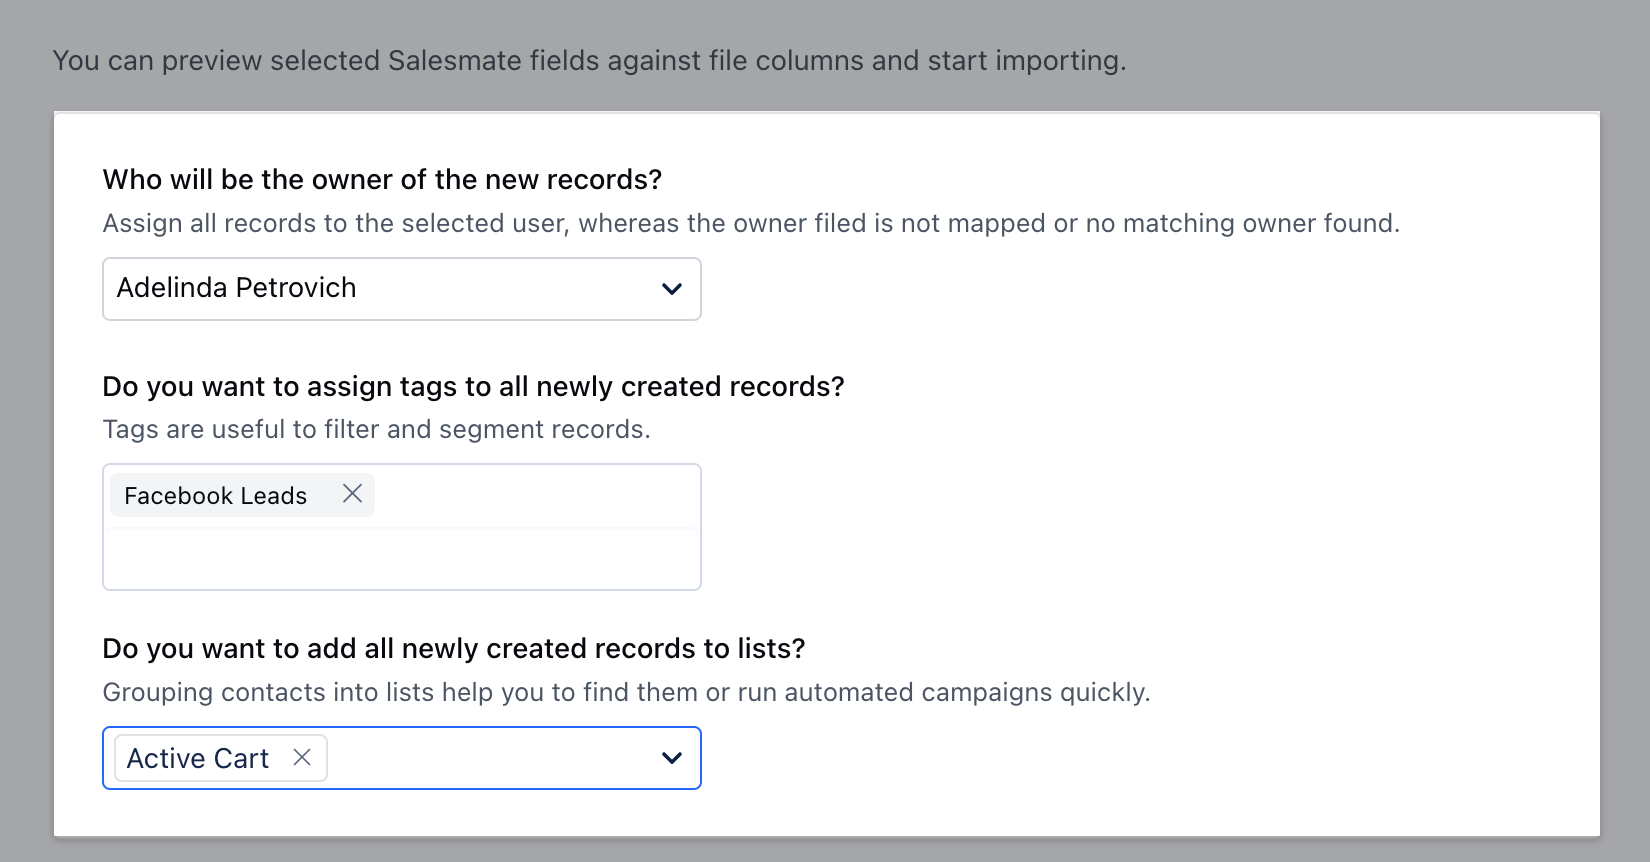 You can preview selected Salesmate fields against file columns and start importing.
Who will be the owner of the new records?
Assign all records to the selected user, whereas the owner filed is not mapped or no matching owner found.
Adelinda Petrovich
Do you want to assign tags to all newly created records?
Tags are useful to filter and segment records.
Facebook Leads
Do you want to add all newly created records to lists?
Grouping contacts into lists help you to find them or run automated campaigns quickly.
Active Cart